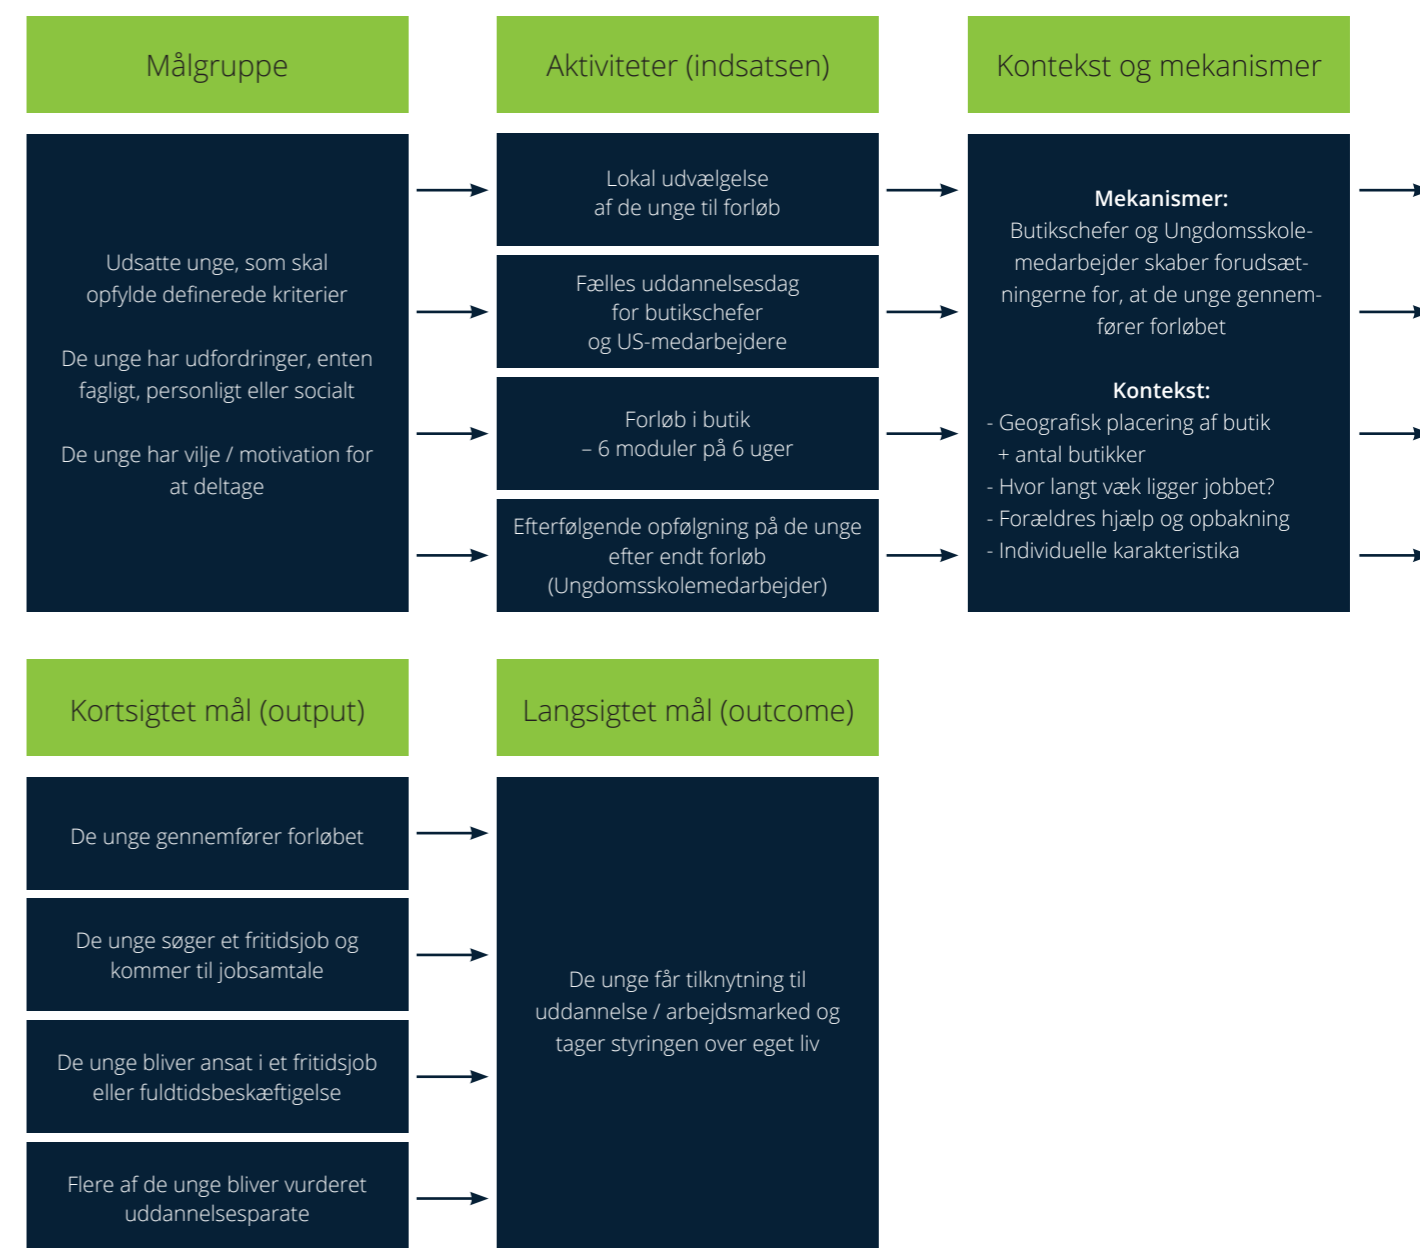 Målgruppe
Udsatte unge, som skal
opfylde definerede kriterier
De unge har udfordringer, enten
fagligt, personligt eller socialt
De unge har vilje / motivation for
at deltage
Aktiviteter (indsatsen)
Lokal udvælgelse
af de unge til forløb
Fælles uddannelsesdag
for butikschefer
og US-medarbejdere
Forløb i butik
– 6 moduler på 6 uger
Efterfølgende opfølgning på de unge
efter endt forløb
(Ungdomsskolemedarbejder)
Kontekst og mekanismer
Mekanismer:
Butikschefer og Ungdomsskole-
medarbejder skaber forudsæt-
ningerne for, at de unge gennem-
fører forløbet
Kontekst:
- Geografisk placering af butik
+ antal butikker
- Hvor langt væk ligger jobbet?
- Forældres hjælp og opbakning
- Individuelle karakteristika
Kortsigtet mål (output)
De unge gennemfører forløbet
De unge søger et fritidsjob og
kommer til jobsamtale
De unge bliver ansat i et fritidsjob
eller fuldtidsbeskæftigelse
Flere af de unge bliver vurderet
uddannelsesparate
Langsigtet mål (outcome)
De unge får tilknytning til
uddannelse / arbejdsmarked og
tager styringen over eget liv